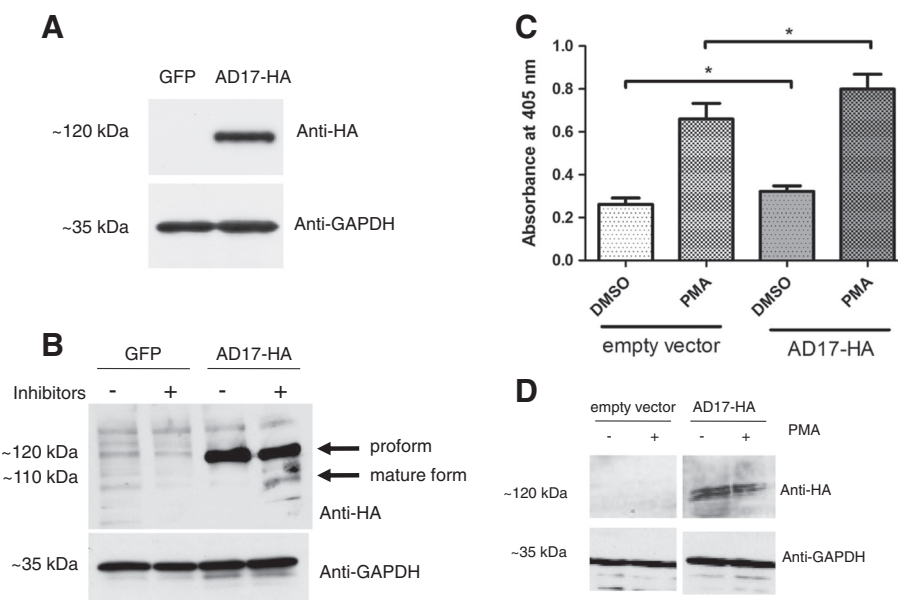 A
GFP AD17-HA
~120 kDa
Anti-HA
~35 kDa
Anti-GAPDH
B
GFP AD17-HA
Inhibitors - + - +
~120 kDa
proform
~110 kDa
mature form
Anti-HA
~35 kDa
Anti-GAPDH
C
Absorbance at 405 nm
1.0
0.8
0.6
0.4
0.2
0.0
*
*
DMSO PMA DMSO PMA
empty vector AD17-HA
D
empty vector AD17-HA
- + - + PMA
~120 kDa
Anti-HA
~35 kDa
Anti-GAPDH